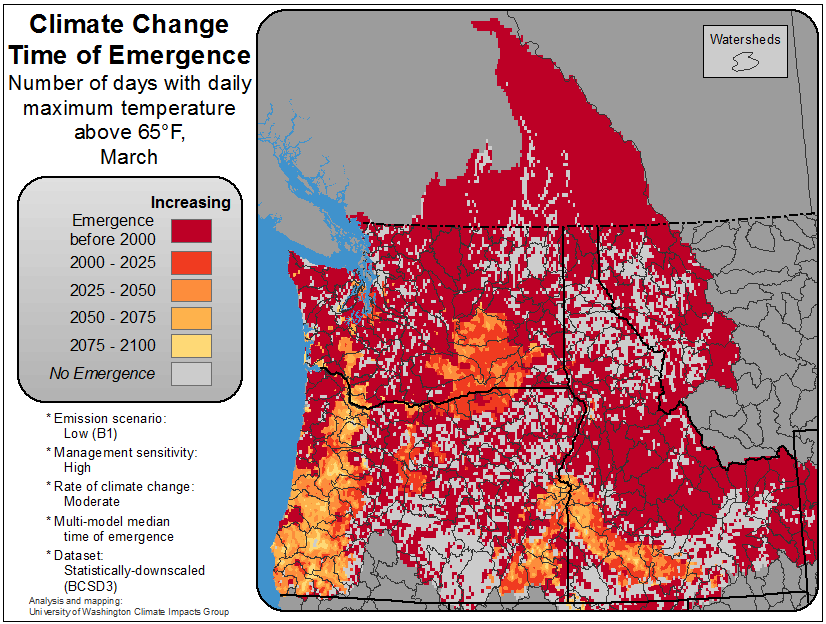 Climate Change
Time of Emergence
Number of days with daily
maximum temperature
above 65°F,
March
Increasing
Emergence
before 2000
2000 - 2025
2025 - 2050
2050 - 2075
2075 - 2100
No Emergence
* Emission scenario:
Low (B1)
* Management sensitivity:
High
* Rate of climate change:
Moderate
* Multi-model median
time of emergence
* Dataset:
Statistically-downscaled
(BCSD3)
Analysis and mapping:
University of Washington Climate Impacts Group
Watersheds